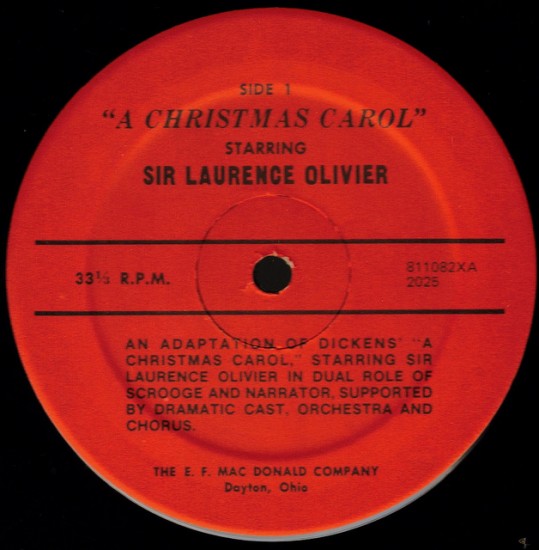 SIDE 1
"A CHRISTMAS CAROL"
STARRING
SIR LAURENCE OLIVIER
33⅓ R.P.M.
811082XA
2025
AN ADAPTATION OF DICKENS' "A
CHRISTMAS CAROL," STARRING SIR
LAURENCE OLIVIER IN DUAL ROLE OF
SCROOGE AND NARRATOR, SUPPORTED
BY DRAMATIC CAST, ORCHESTRA AND
CHORUS.
THE E. F. MAC DONALD COMPANY
Dayton, Ohio